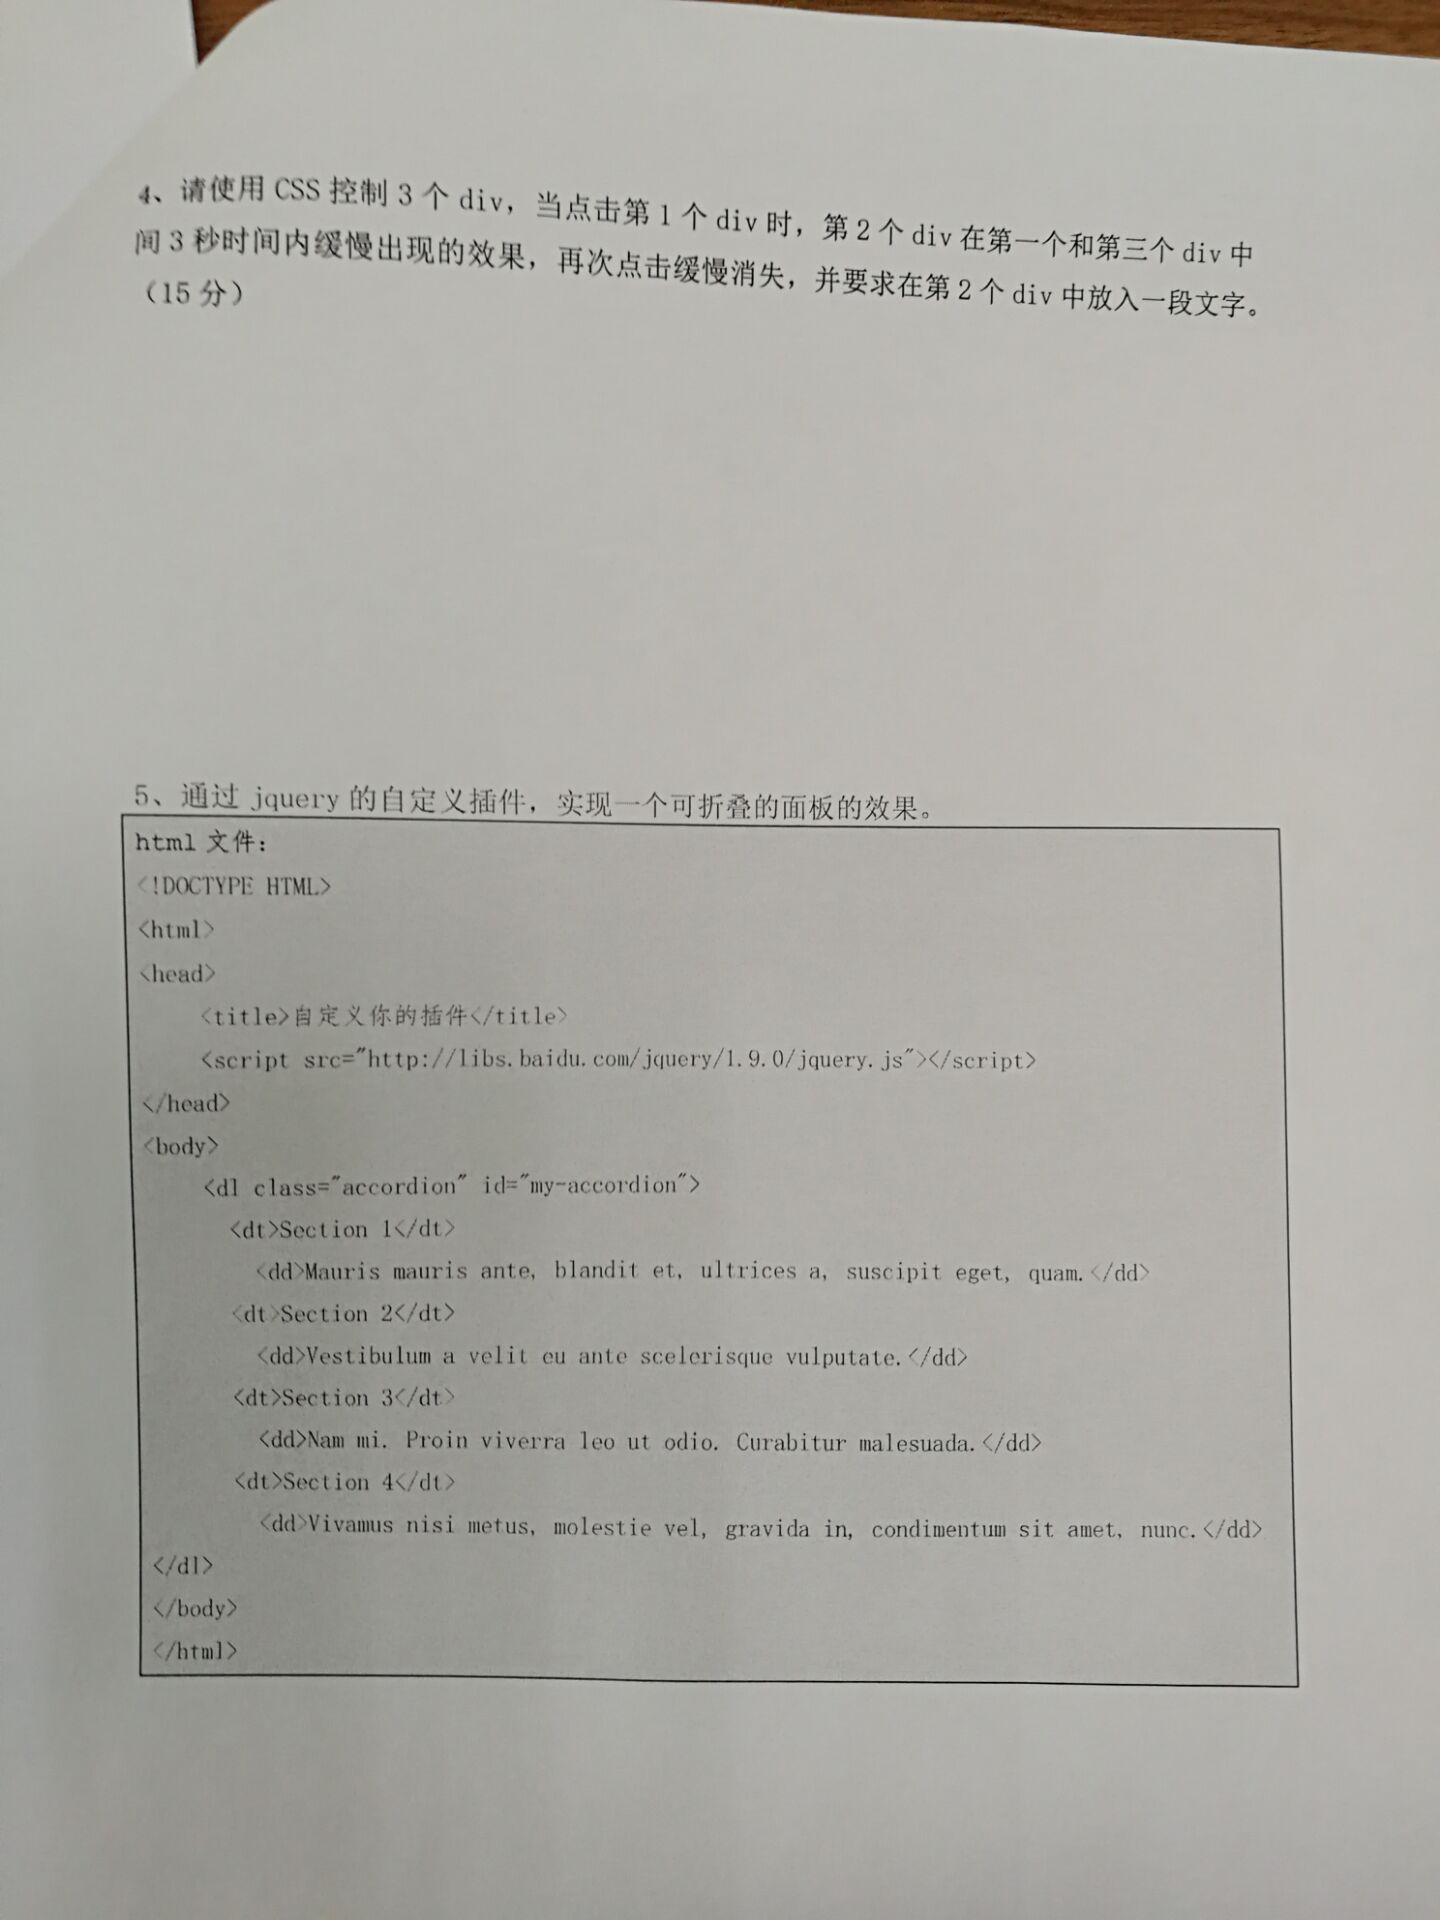 4、请使用 CSS 控制 3 个 div，当点击第 1 个 div 时，第 2 个 div 在第一个和第三个 div 中
间 3 秒时间内缓慢出现的效果，再次点击缓慢消失，并要求在第 2 个 div 中放入一段文字。
（15 分）
5、通过 jquery 的自定义插件，实现一个可折叠的面板的效果。
html 文件：
<!DOCTYPE HTML>
<html>
<head>
<title>自定义你的插件</title>
<script src="http://libs.baidu.com/jquery/1.9.0/jquery.js"></script>
</head>
<body>
<dl class="accordion" id="my-accordion">
<dt>Section 1</dt>
<dd>Mauris mauris ante, blandit et, ultrices a, suscipit eget, quam.</dd>
<dt>Section 2</dt>
<dd>Vestibulum a velit eu ante scelerisque vulputate.</dd>
<dt>Section 3</dt>
<dd>Nam mi. Proin viverra leo ut odio. Curabitur malesuada.</dd>
<dt>Section 4</dt>
<dd>Vivamus nisi metus, molestie vel, gravida in, condimentum sit amet, nunc.</dd>
</dl>
</body>
</html>